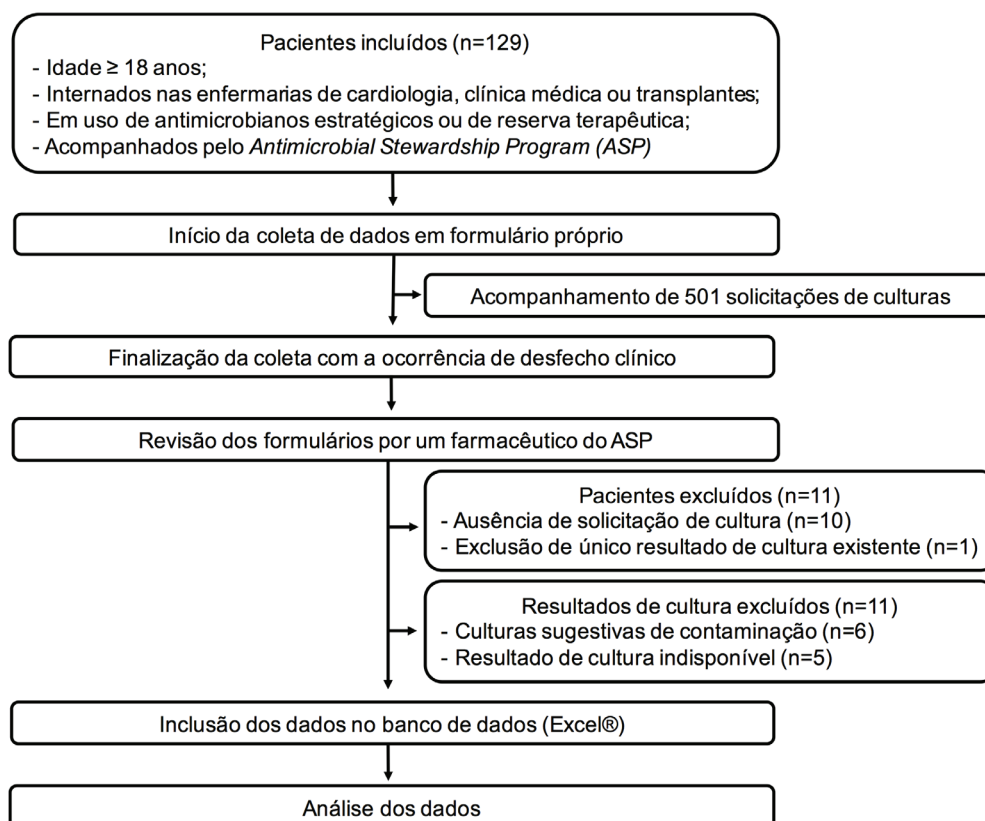 Pacientes incluídos (n=129)
- Idade ≥ 18 anos;
- Internados nas enfermarias de cardiologia, clínica médica ou transplantes;
- Em uso de antimicrobianos estratégicos ou de reserva terapêutica;
- Acompanhados pelo Antimicrobial Stewardship Program (ASP)
Início da coleta de dados em formulário próprio
Acompanhamento de 501 solicitações de culturas
Finalização da coleta com a ocorrência de desfecho clínico
Revisão dos formulários por um farmacêutico do ASP
Pacientes excluídos (n=11)
- Ausência de solicitação de cultura (n=10)
- Exclusão de único resultado de cultura existente (n=1)
Resultados de cultura excluídos (n=11)
- Culturas sugestivas de contaminação (n=6)
- Resultado de cultura indisponível (n=5)
Inclusão dos dados no banco de dados (Excel®)
Análise dos dados